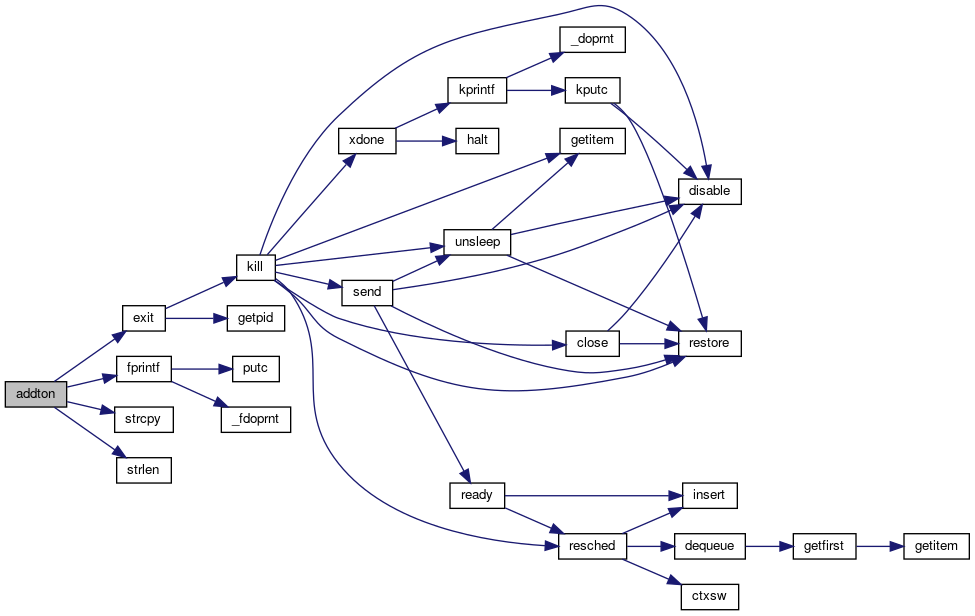 _doprnt
kprintf
kputc
xdone
halt
getitem
disable
unsleep
kill
send
exit
getpid
close
restore
fprintf
putc
addton
strcpy
_fdoprnt
strlen
ready
insert
resched
dequeue
getfirst
getitem
ctxsw